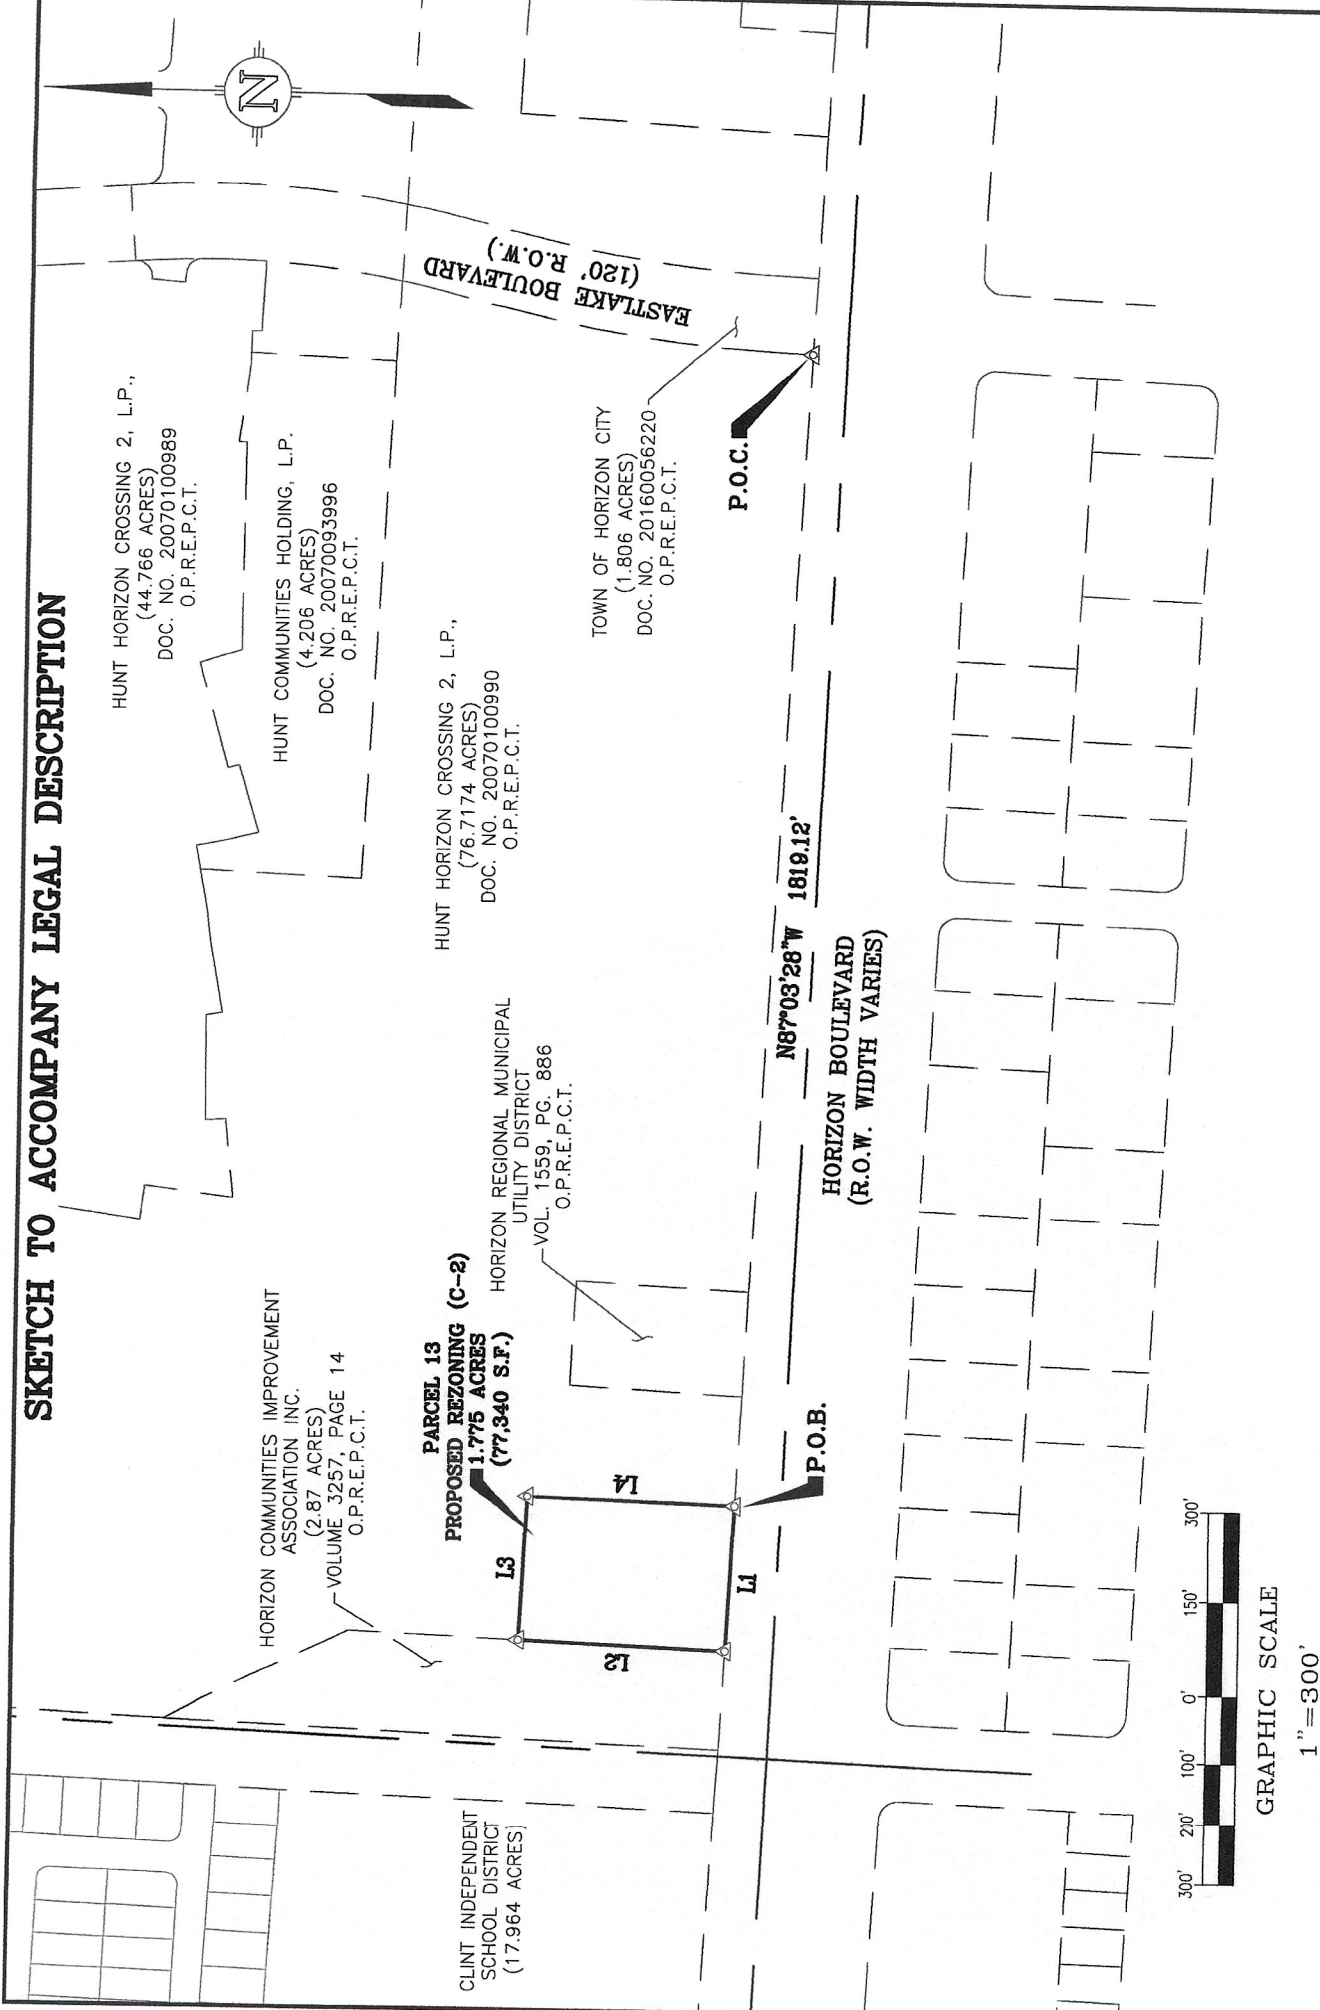 SKETCH TO ACCOMPANY LEGAL DESCRIPTION
N
HUNT HORIZON CROSSING 2, L.P.,
(44.766 ACRES)
DOC. NO. 20070100989
O.P.R.E.P.C.T.
HUNT COMMUNITIES HOLDING, L.P.
(4.206 ACRES)
DOC. NO. 20070093996
O.P.R.E.P.C.T.
EASTLAKE BOULEVARD
(120' R.O.W.)
HORIZON COMMUNITIES IMPROVEMENT
ASSOCIATION INC.
(2.87 ACRES)
VOLUME 3257, PAGE 14
O.P.R.E.P.C.T.
HUNT HORIZON CROSSING 2, L.P.,
(76.7174 ACRES)
DOC. NO. 20070100990
O.P.R.E.P.C.T.
PARCEL 13
PROPOSED REZONING (C-2)
1.775 ACRES
(77,340 S.F.)
HORIZON REGIONAL MUNICIPAL
UTILITY DISTRICT
VOL. 1559, PG. 886
O.P.R.E.P.C.T.
TOWN OF HORIZON CITY
(1.806 ACRES)
DOC. NO. 20160056220
O.P.R.E.P.C.T.
CLINT INDEPENDENT
SCHOOL DISTRICT
(17.964 ACRES)
L3
L2
L4
L1
P.O.C.
P.O.B.
N87°03'28"W 1819.12'
HORIZON BOULEVARD
(R.O.W. WIDTH VARIES)
300' 200' 100' 0' 150' 300'
GRAPHIC SCALE
1"=300'